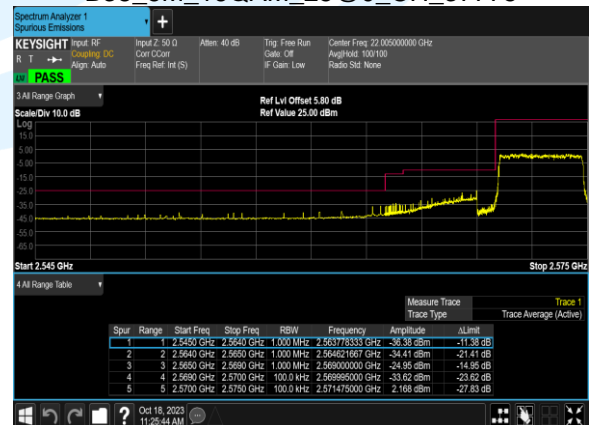 Spectrum Analyzer 1
Spurious Emissions
+
KEYSIGHT Input: RF Input Z: 50 Ω Atten: 40 dB Trig: Free Run Center Freq: 22.005000000 GHz
R T Coupling: DC Corr CCorr Gate: Off Avg|Hold: 100/100
Align: Auto Freq Ref: Int (S) IF Gain: Low Radio Std: None
LXI PASS
3 All Range Graph Ref Lvl Offset 5.80 dB
Scale/Div 10.0 dB Ref Value 25.00 dBm
Log
15.0
5.00
-5.00
-15.0
-25.0
-35.0
-45.0
-55.0
-65.0
Start 2.545 GHz Stop 2.575 GHz
4 All Range Table
Measure Trace Trace 1
Trace Type Trace Average (Active)
Spur Range Start Freq Stop Freq RBW Frequency Amplitude ΔLimit
1 1 2.5450 GHz 2.5640 GHz 1.000 MHz 2.563778333 GHz -36.38 dBm -11.38 dB
2 2 2.5640 GHz 2.5650 GHz 1.000 MHz 2.564621667 GHz -34.41 dBm -21.41 dB
3 3 2.5650 GHz 2.5690 GHz 1.000 MHz 2.569000000 GHz -24.95 dBm -14.95 dB
4 4 2.5690 GHz 2.5700 GHz 100.0 kHz 2.569995000 GHz -33.62 dBm -23.62 dB
5 5 2.5700 GHz 2.5750 GHz 100.0 kHz 2.571475000 GHz 2.168 dBm -27.83 dB
? Oct 18, 2023
11:25:44 AM